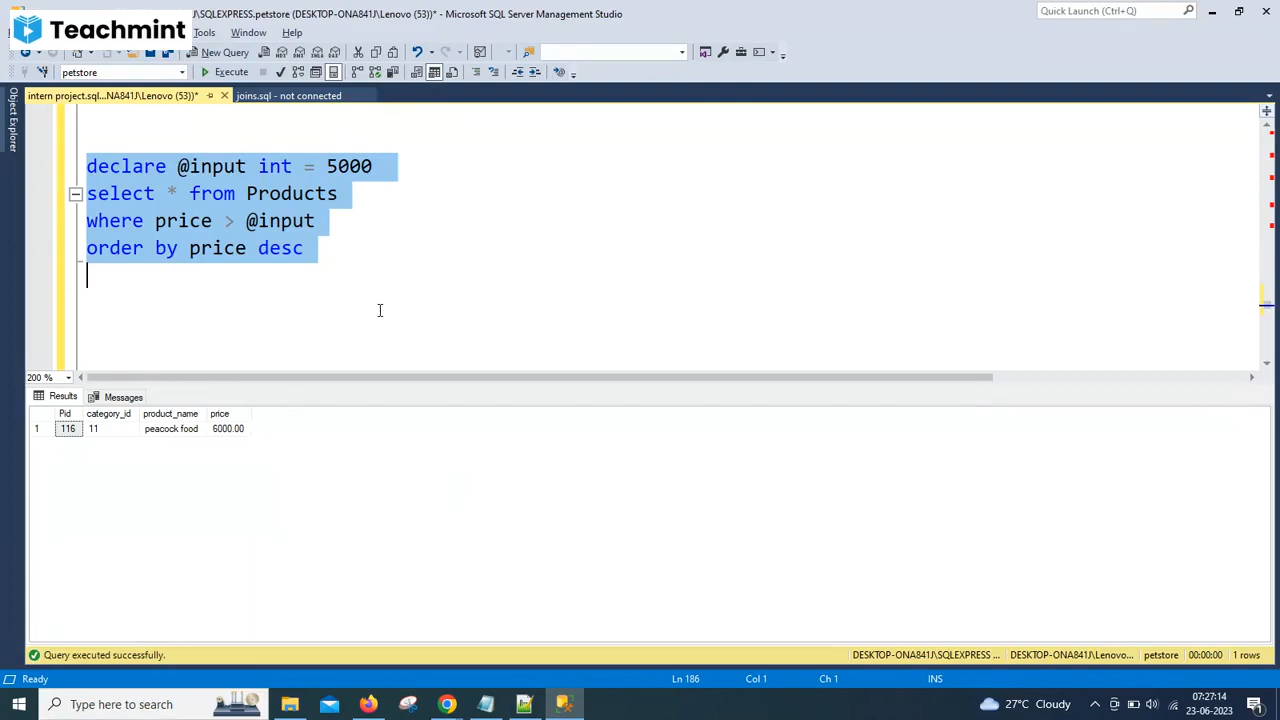 J\SQLEXPRESS.petstore (DESKTOP-ONA841J\Lenovo (53))* - Microsoft SQL Server Management Studio
Quick Launch (Ctrl+Q)
Teachmint
Tools Window Help
New Query
petstore
Execute
intern project.sql...NA841J\Lenovo (53))*
joins.sql - not connected
Object Explorer
declare @input int = 5000
select * from Products
where price > @input
order by price desc
200 %
Results Messages
Pid category_id product_name price
1 116 11 peacock food 6000.00
Query executed successfully.
DESKTOP-ONA841J\SQLEXPRESS ... DESKTOP-ONA841J\Lenovo... petstore 00:00:00 1 rows
Ready
Ln 186 Col 1 Ch 1 INS
Type here to search
27°C Cloudy
07:27:14
23-06-2023